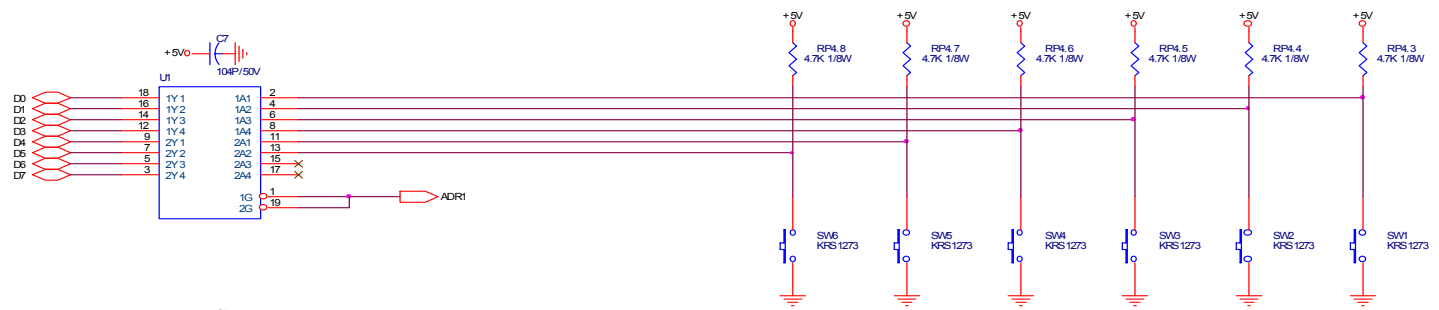 +5V
+5V
+5V
+5V
+5V
+5V
RP4.8
4.7K 1/8W
RP4.7
4.7K 1/8W
RP4.6
4.7K 1/8W
RP4.5
4.7K 1/8W
RP4.4
4.7K 1/8W
RP4.3
4.7K 1/8W
C7
+5V
104P/50V
U1
D0 18 1Y1 1A1 2
D1 16 1Y2 1A2 4
D2 14 1Y3 1A3 6
D3 12 1Y4 1A4 8
D4 9 2Y1 2A1 11
D5 7 2Y2 2A2 13
D6 5 2Y3 2A3 15
D7 3 2Y4 2A4 17
1G 1 ADR1
2G 19
SW6
KRS1273
SW5
KRS1273
SW4
KRS1273
SW3
KRS1273
SW2
KRS1273
SW1
KRS1273